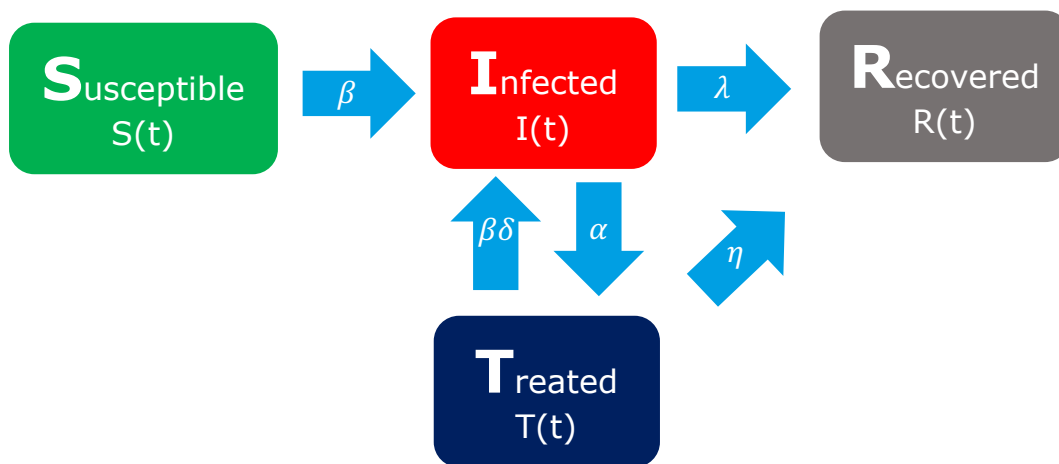 Susceptible
S(t)
β
Infected
I(t)
λ
Recovered
R(t)
βδ
α
η
Treated
T(t)